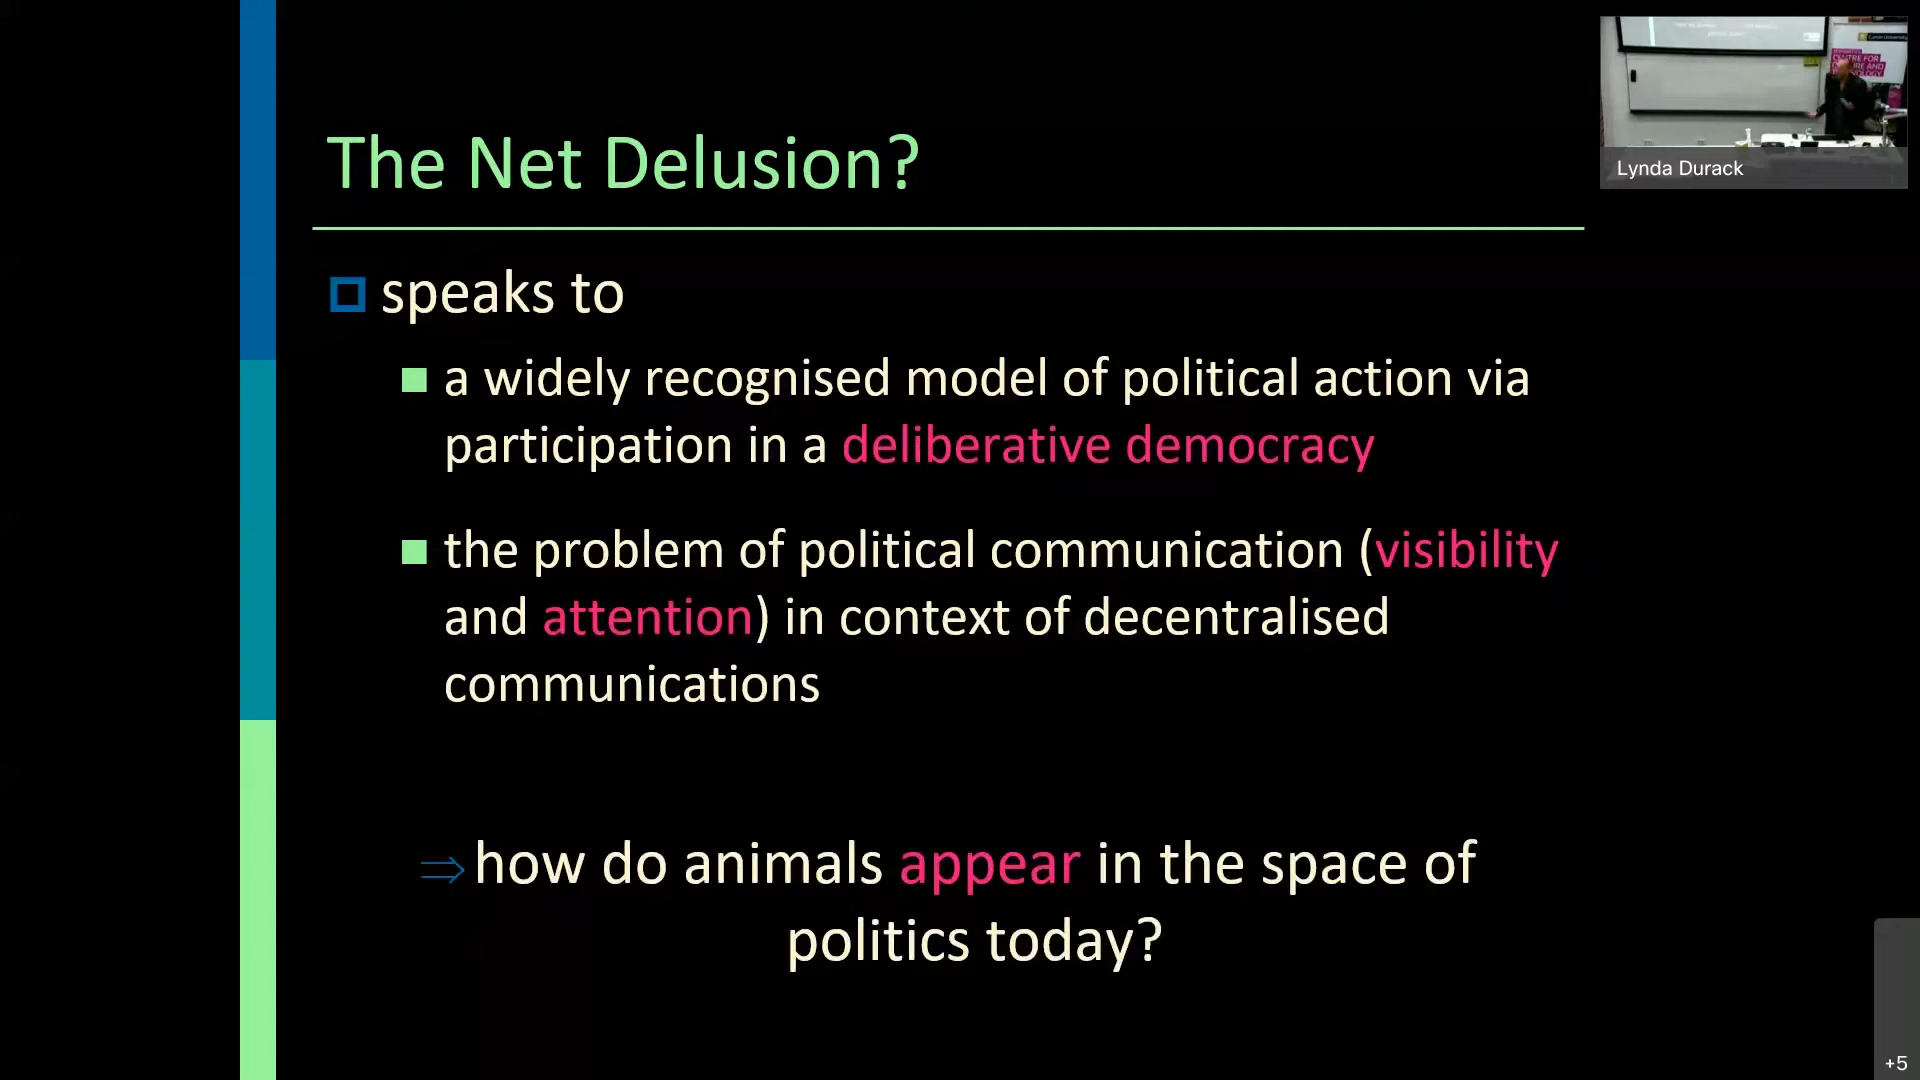 The Net Delusion?
speaks to
a widely recognised model of political action via
participation in a deliberative democracy
the problem of political communication (visibility
and attention) in context of decentralised
communications
⇒ how do animals appear in the space of
politics today?
Lynda Durack
+5